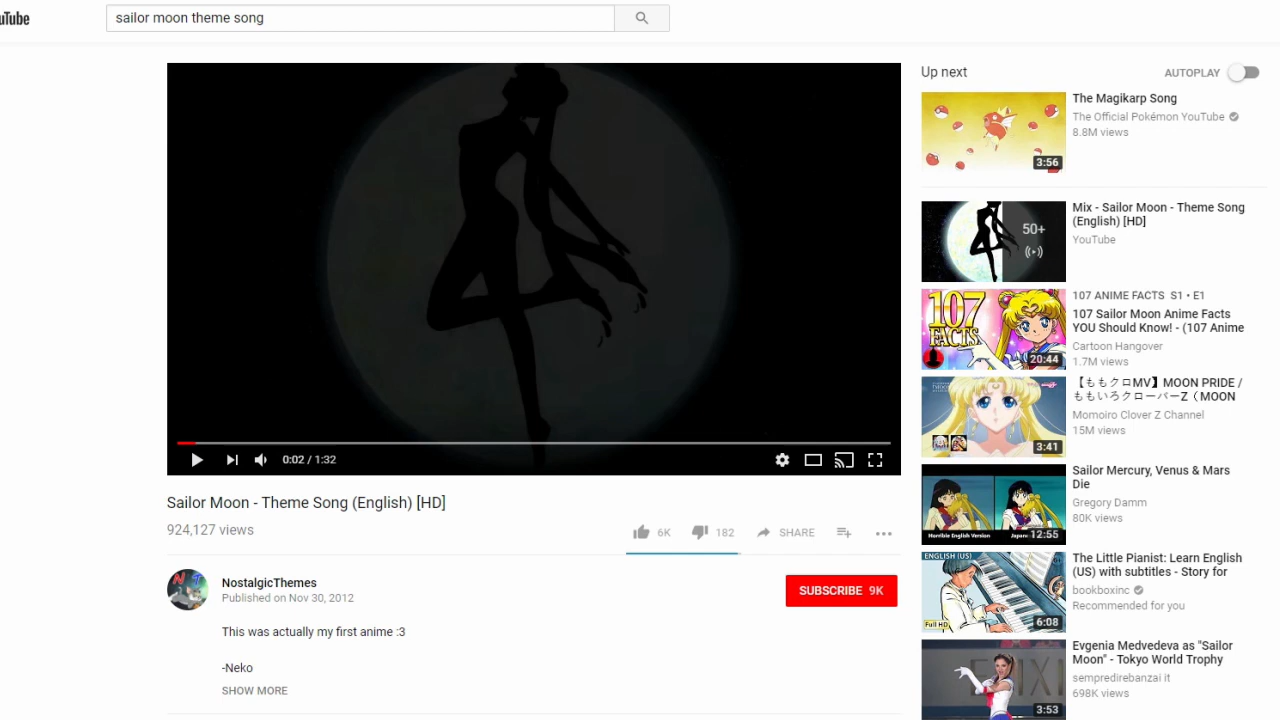 uTube
sailor moon theme song
Up next
AUTOPLAY
The Magikarp Song
The Official Pokémon YouTube
8.8M views
3:56
Mix - Sailor Moon - Theme Song
(English) [HD]
YouTube
50+
107 ANIME FACTS S1 • E1
107 Sailor Moon Anime Facts
YOU Should Know! - (107 Anime
Cartoon Hangover
1.7M views
107
FACTS
20:44
【ももクロMV】MOON PRIDE /
ももいろクローバーZ（MOON
Momoiro Clover Z Channel
15M views
3:41
Sailor Mercury, Venus & Mars
Die
Gregory Damm
80K views
Horrible English Version
Japan
12:55
The Little Pianist: Learn English
(US) with subtitles - Story for
bookboxinc
Recommended for you
ENGLISH (US)
Full HD
6:08
Evgenia Medvedeva as "Sailor
Moon" - Tokyo World Trophy
sempredirebanzai it
698K views
3:53
0:02 / 1:32
Sailor Moon - Theme Song (English) [HD]
924,127 views
6K
182
SHARE
NostalgicThemes
Published on Nov 30, 2012
SUBSCRIBE 9K
This was actually my first anime :3
-Neko
SHOW MORE
N T